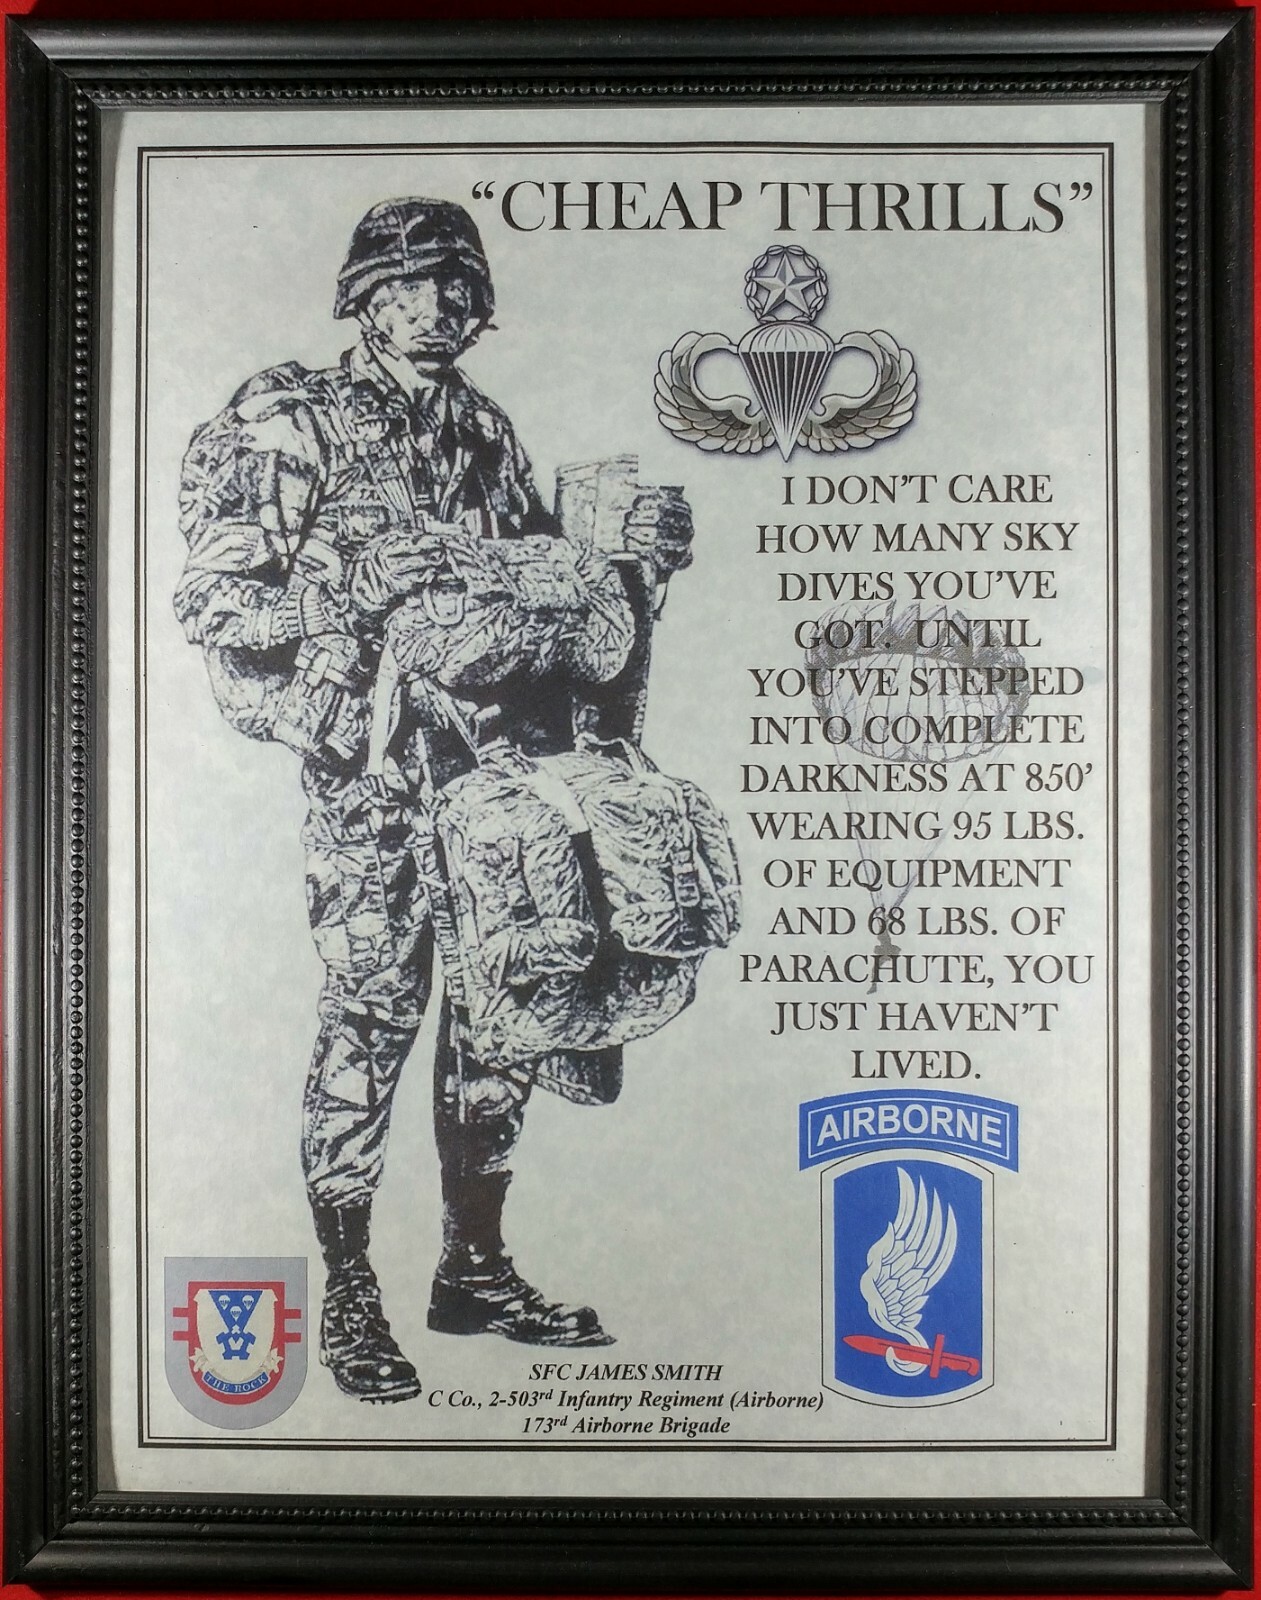 “CHEAP THRILLS”
I DON’T CARE
HOW MANY SKY
DIVES YOU’VE
GOT. UNTIL
YOU’VE STEPPED
INTO COMPLETE
DARKNESS AT 850’
WEARING 95 LBS.
OF EQUIPMENT
AND 68 LBS. OF
PARACHUTE, YOU
JUST HAVEN’T
LIVED.
AIRBORNE
THE ROCK
SFC JAMES SMITH
C Co., 2-503rd Infantry Regiment (Airborne)
173rd Airborne Brigade